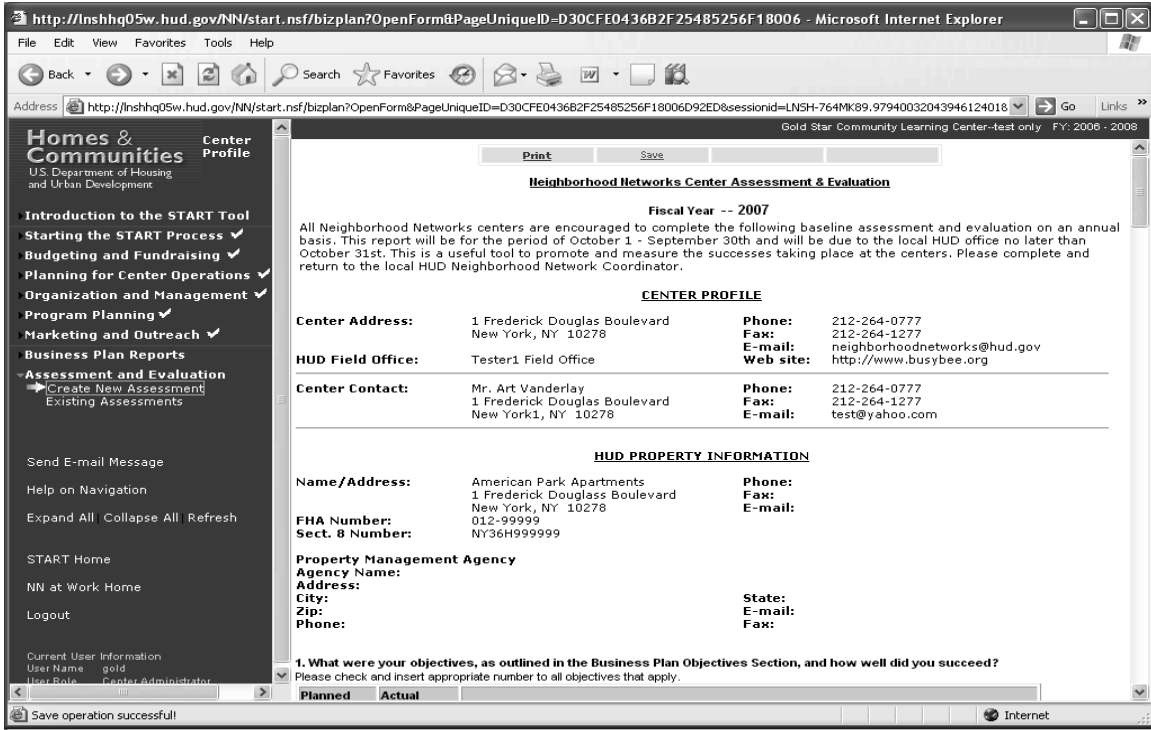 http://lnshhq05w.hud.gov/NN/start.nsf/bizplan?OpenForm&PageUniqueID=D30CFE0436B2F25485256F18006 - Microsoft Internet Explorer
File Edit View Favorites Tools Help
Back Search Favorites
Address http://lnshhq05w.hud.gov/NN/start.nsf/bizplan?OpenForm&PageUniqueID=D30CFE0436B2F25485256F18006D92ED&sessionid=LNSH-764MK89.97940032043946124018 Go Links »
Gold Star Community Learning Center--test only FY: 2006 - 2008
Homes & Communities
U.S. Department of Housing
and Urban Development
Center
Profile
Introduction to the START Tool
Starting the START Process ✔
Budgeting and Fundraising ✔
Planning for Center Operations ✔
Organization and Management ✔
Program Planning ✔
Marketing and Outreach ✔
Business Plan Reports
Assessment and Evaluation
Create New Assessment
Existing Assessments
Send E-mail Message
Help on Navigation
Expand All | Collapse All | Refresh
START Home
NN at Work Home
Logout
Current User Information
User Name gold
User Role Center Administrator
Print Save
Neighborhood Networks Center Assessment & Evaluation
Fiscal Year -- 2007
All Neighborhood Networks centers are encouraged to complete the following baseline assessment and evaluation on an annual
basis. This report will be for the period of October 1 - September 30th and will be due to the local HUD office no later than
October 31st. This is a useful tool to promote and measure the successes taking place at the centers. Please complete and
return to the local HUD Neighborhood Network Coordinator.
CENTER PROFILE
Center Address: 1 Frederick Douglas Boulevard Phone: 212-264-0777
New York, NY 10278 Fax: 212-264-1277
E-mail: neighborhoodnetworks@hud.gov
HUD Field Office: Tester1 Field Office Web site: http://www.busybee.org
Center Contact: Mr. Art Vanderlay Phone: 212-264-0777
1 Frederick Douglas Boulevard Fax: 212-264-1277
New York1, NY 10278 E-mail: test@yahoo.com
HUD PROPERTY INFORMATION
Name/Address: American Park Apartments Phone:
1 Frederick Douglass Boulevard Fax:
New York, NY 10278 E-mail:
FHA Number: 012-99999
Sect. 8 Number: NY36H999999
Property Management Agency
Agency Name:
Address:
City: State:
Zip: E-mail:
Phone: Fax:
1. What were your objectives, as outlined in the Business Plan Objectives Section, and how well did you succeed?
Please check and insert appropriate number to all objectives that apply.
Planned Actual
Save operation successful! Internet